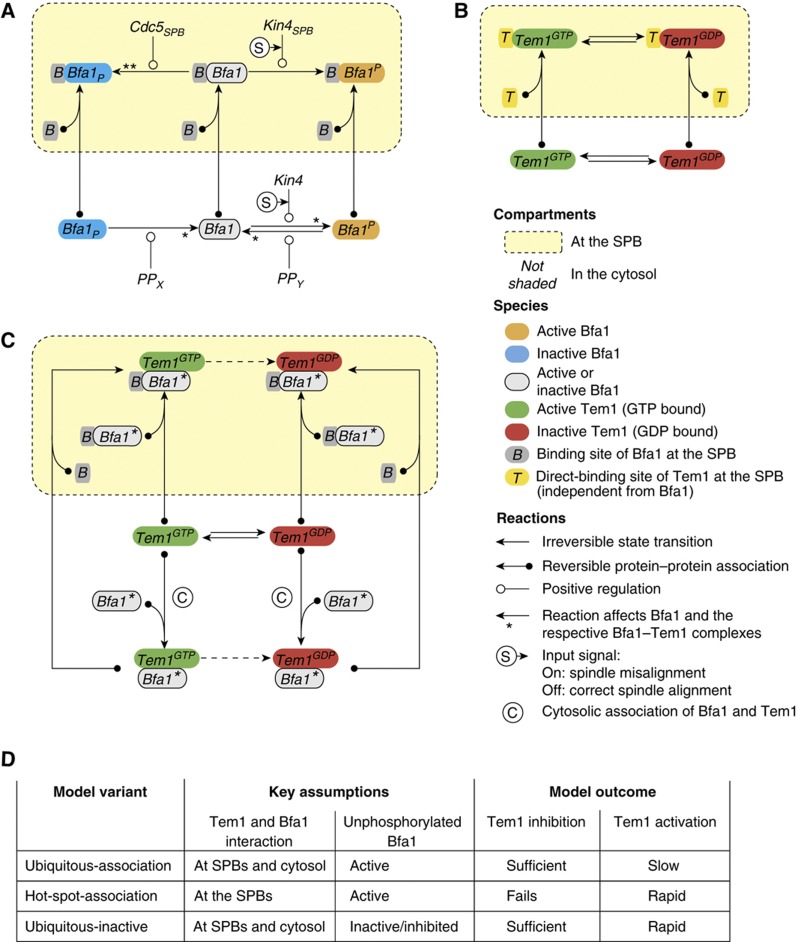 A
Cdc5SPB
Kin4SPB
S
B Bfa1P
**
B Bfa1
B Bfa1P
B
B
B
Kin4
S
Bfa1P
*
Bfa1
*
*
Bfa1P
PPX
PPY
B
T Tem1GTP
T Tem1GDP
T
T
Tem1GTP
Tem1GDP
Compartments
At the SPB
Not shaded
In the cytosol
Species
Active Bfa1
Inactive Bfa1
Active or
inactive Bfa1
Active Tem1 (GTP bound)
Inactive Tem1 (GDP bound)
B Binding site of Bfa1 at the SPB
T Direct-binding site of Tem1 at the SPB
(independent from Bfa1)
Reactions
Irreversible state transition
Reversible protein–protein association
Positive regulation
* Reaction affects Bfa1 and the
respective Bfa1–Tem1 complexes
S Input signal:
On: spindle misalignment
Off: correct spindle alignment
C Cytosolic association of Bfa1 and Tem1
C
Tem1GTP
Tem1GDP
B Bfa1*
B Bfa1*
B Bfa1*
B Bfa1*
B
B
Tem1GTP
Tem1GDP
Bfa1*
C
C
Bfa1*
Tem1GTP
Tem1GDP
Bfa1*
Bfa1*
D
Model variant Key assumptions Model outcome
Tem1 and Bfa1 Unphosphorylated Tem1 inhibition Tem1 activation
interaction Bfa1
Ubiquitous-association At SPBs and cytosol Active Sufficient Slow
Hot-spot-association At the SPBs Active Fails Rapid
Ubiquitous-inactive At SPBs and cytosol Inactive/inhibited Sufficient Rapid